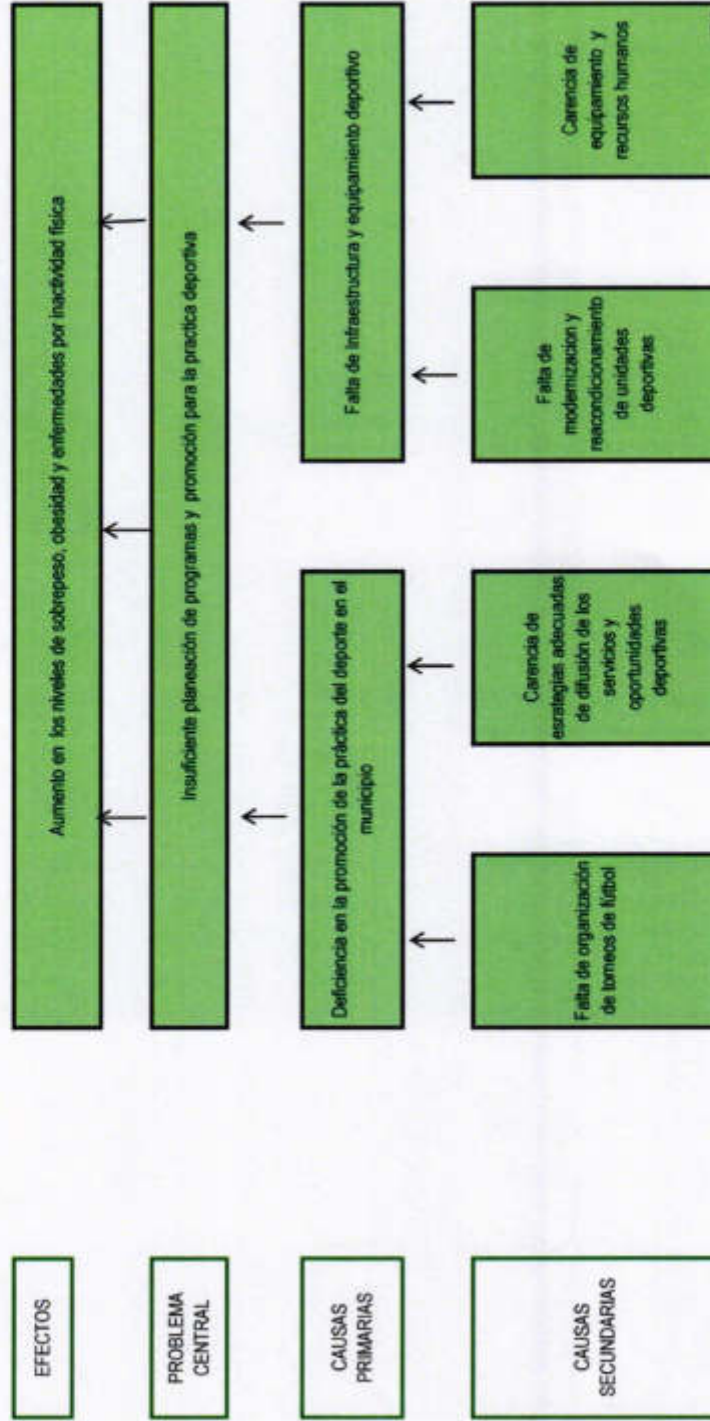 EFECTOS
Aumento en los niveles de sobrepeso, obesidad y enfermedades por inactividad fisica
PROBLEMA
CENTRAL
Insuficiente planeación de programas y promoción para la practica deportiva
CAUSAS
PRIMARIAS
Deficiencia en la promoción de la práctica del deporte en el
municipio
Falta de Infraestructura y equipamiento deportivo
CAUSAS
SECUNDARIAS
Falta de organización
de torneos de fútbol
Carencia de
esrategias adecuadas
de difusión de los
servicios y
oportunidades
deportivas
Falta de
modernizacion y
reacondicionamiento
de unidades
deportivas
Carencia de
equipamiento y
recursos humanos